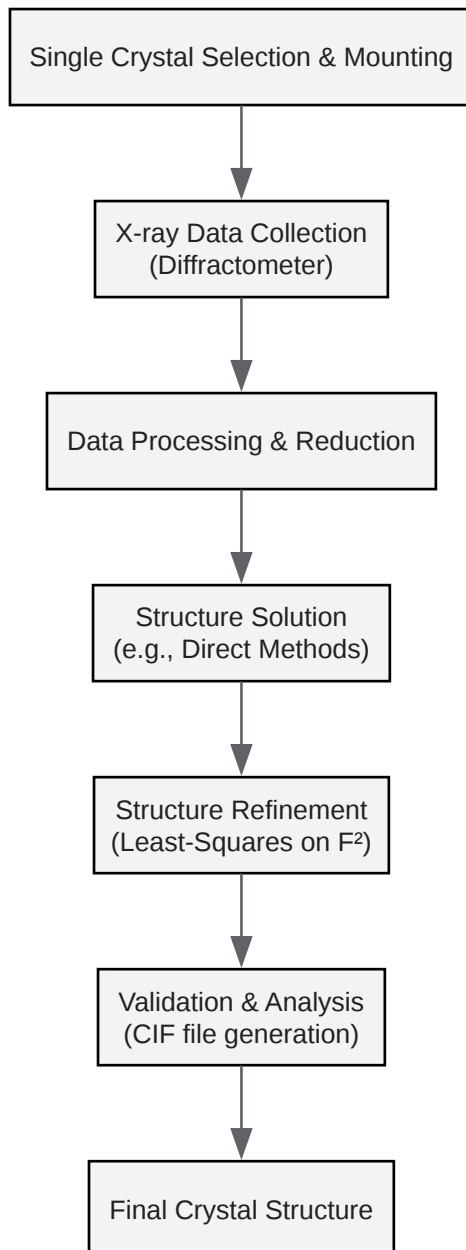 Single Crystal Selection & Mounting
X-ray Data Collection
(Diffractometer)
Data Processing & Reduction
Structure Solution
(e.g., Direct Methods)
Structure Refinement
(Least-Squares on F²)
Validation & Analysis
(CIF file generation)
Final Crystal Structure